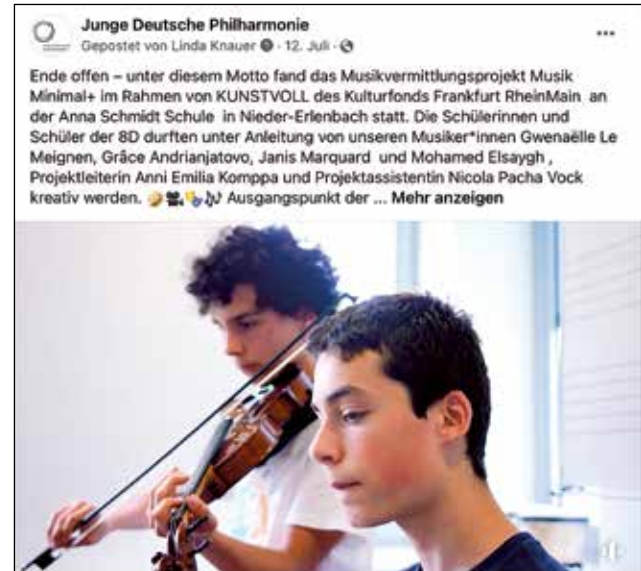 Junge Deutsche Philharmonie
Gepostet von Linda Knauer · 12. Juli ·
Ende offen – unter diesem Motto fand das Musikvermittlungsprojekt Musik
Minimal+ im Rahmen von KUNSTVOLL des Kulturfonds Frankfurt RheinMain an
der Anna Schmidt Schule in Nieder-Erlenbach statt. Die Schülerinnen und
Schüler der 8D durften unter Anleitung von unseren Musiker*innen Gwenaëlle Le
Meignen, Grâce Andrianjatovo, Janis Marquard und Mohamed Elsaygh ,
Projektleiterin Anni Emilia Komppa und Projektassistentin Nicola Pacha Vock
kreativ werden. 🤣🎥🎭🎶 Ausgangspunkt der ... Mehr anzeigen